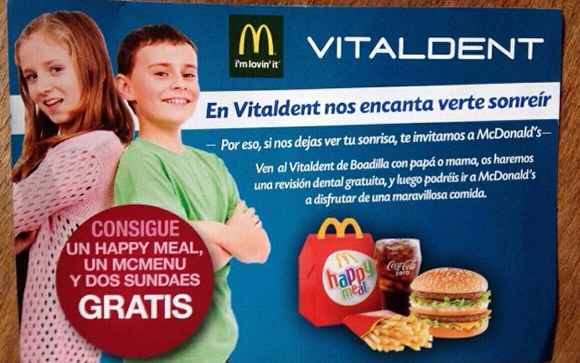 M
i'm lovin' it
VITALDENT
En Vitaldent nos encanta verte sonreír
Por eso, si nos dejas ver tu sonrisa, te invitamos a McDonald's
Ven al Vitaldent de Boadilla con papá o mama, os haremos
una revisión dental gratuita, y luego podréis ir a McDonald's
a disfrutar de una maravillosa comida.
CONSIGUE
UN HAPPY MEAL,
UN MCMENU
Y DOS SUNDAES
GRATIS
happy
meal
Coca-Cola
zero